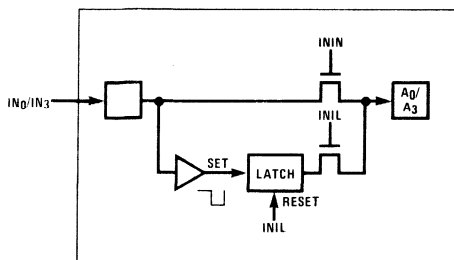 ININ
IN0/IN3
A0/
A3
INIL
SET
LATCH
RESET
INIL